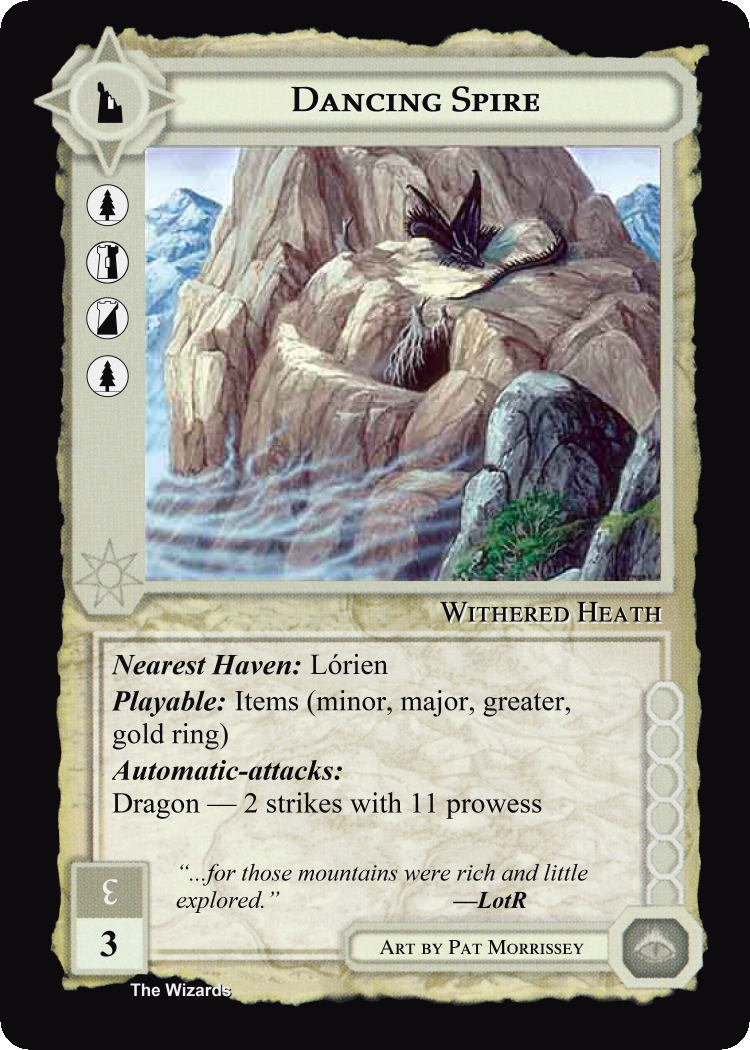 Dancing Spire
Withered Heath
Nearest Haven: Lórien
Playable: Items (minor, major, greater,
gold ring)
Automatic-attacks:
Dragon — 2 strikes with 11 prowess
“...for those mountains were rich and little
explored.” —LotR
3
3
Art by Pat Morrissey
The Wizards